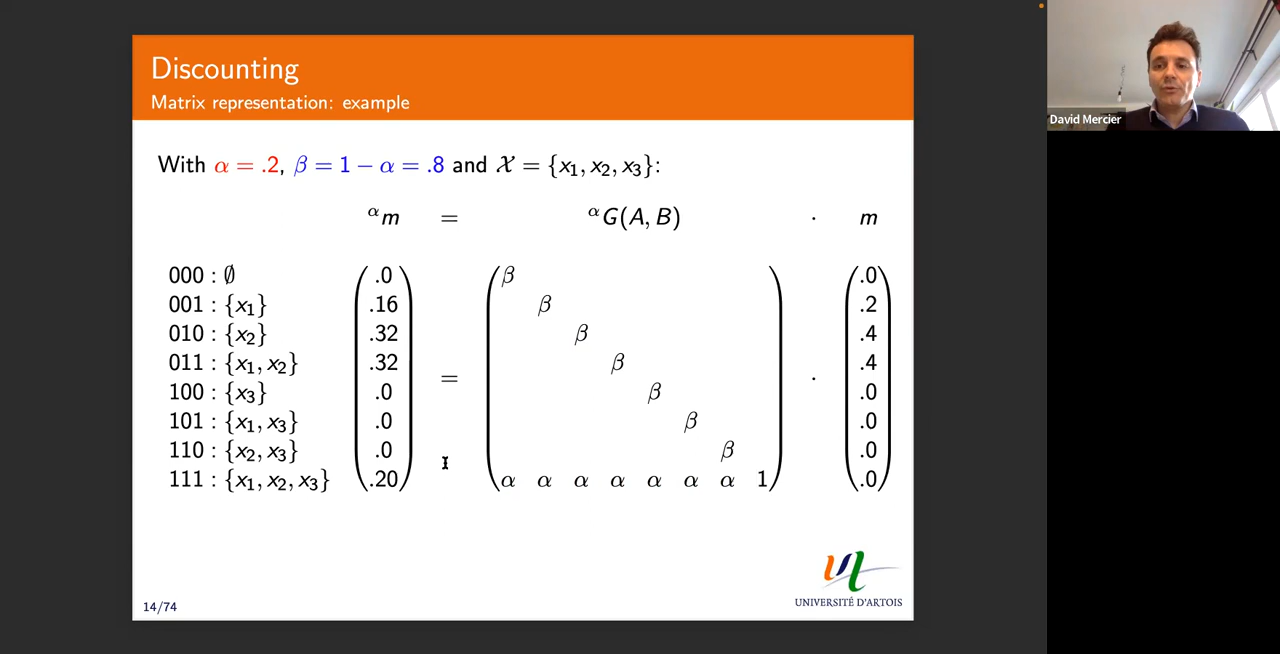 Discounting
Matrix representation: example
With α = .2, β = 1 − α = .8 and 𝒳 = {x₁, x₂, x₃}:
ᵅm = ᵅG(A, B) · m
000 : ∅ .0 β .0
001 : {x₁} .16 β .2
010 : {x₂} .32 β .4
011 : {x₁, x₂} .32 β .4
= ·
100 : {x₃} .0 β .0
101 : {x₁, x₃} .0 β .0
110 : {x₂, x₃} .0 β .0
111 : {x₁, x₂, x₃} .20 α α α α α α α 1 .0
14/74
UNIVERSITÉ D'ARTOIS
David Mercier